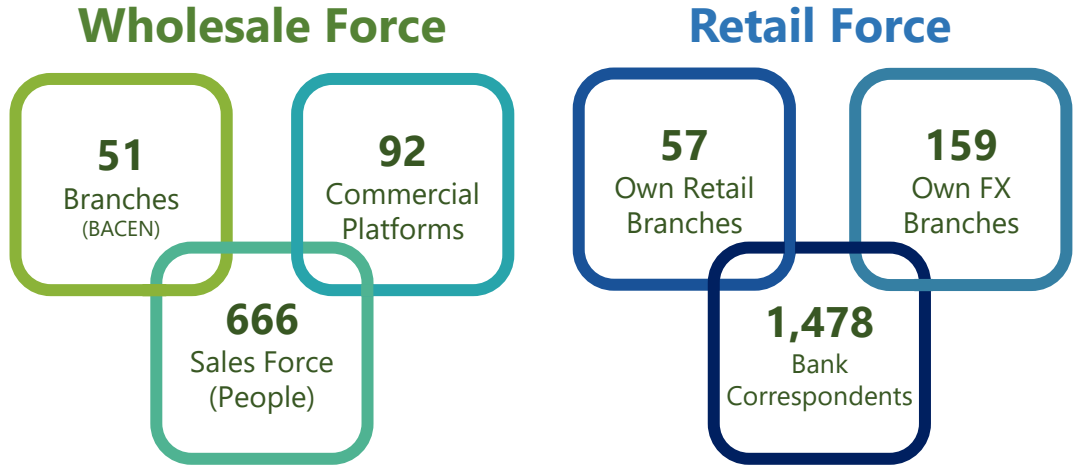 Wholesale Force
51
Branches
(BACEN)
92
Commercial
Platforms
666
Sales Force
(People)
Retail Force
57
Own Retail
Branches
159
Own FX
Branches
1,478
Bank
Correspondents